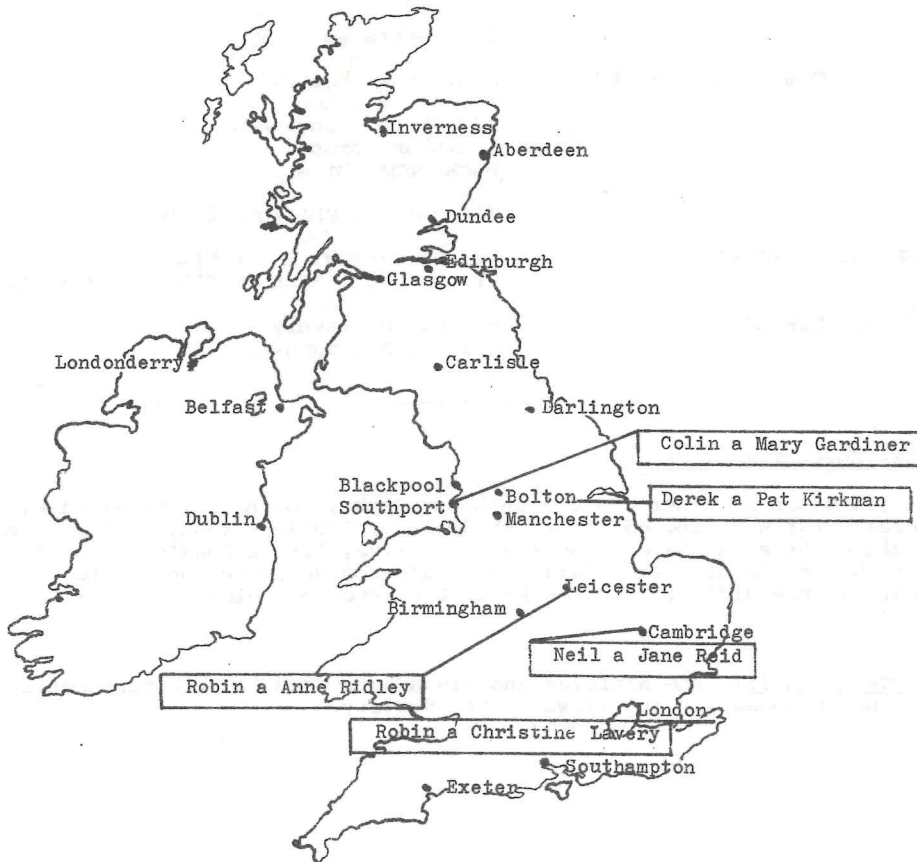 Inverness
Aberdeen
Dundee
Edinburgh
Glasgow
Londonderry
Carlisle
Belfast
Darlington
Colin a Mary Gardiner
Blackpool
Bolton
Derek a Pat Kirkman
Southport
Manchester
Dublin
Leicester
Birmingham
Cambridge
Neil a Jane Reid
Robin a Anne Ridley
London
Robin a Christine Lavery
Southampton
Exeter